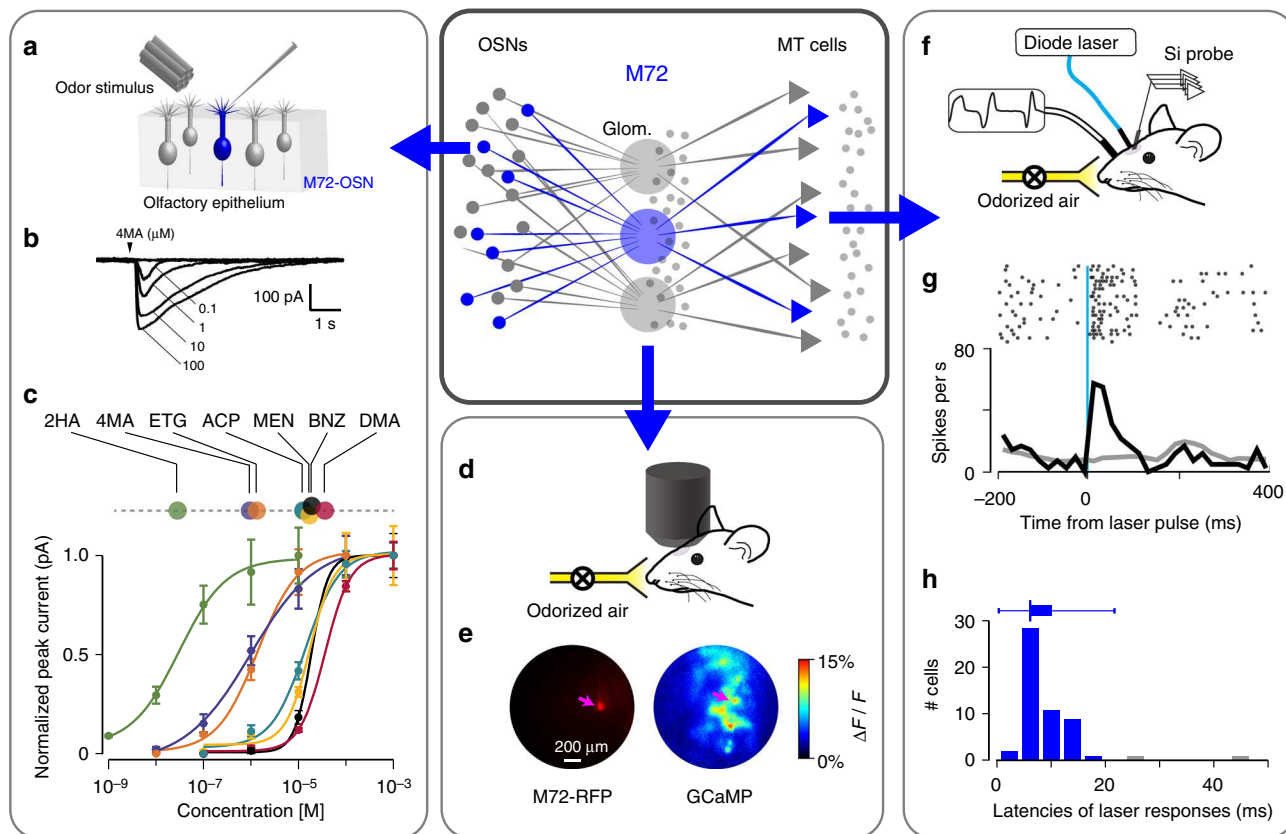 a
Odor stimulus
M72-OSN
Olfactory epithelium
b
4MA (μM)
0.1
1
10
100
100 pA
1 s
c
2HA 4MA ETG ACP MEN BNZ DMA
Normalized peak current (pA)
1.0
0.5
0
10⁻⁹ 10⁻⁷ 10⁻⁵ 10⁻³
Concentration [M]
OSNs
MT cells
M72
Glom.
d
Odorized air
e
200 μm
M72-RFP
GCaMP
15%
0%
ΔF / F
f
Diode laser
Si probe
Odorized air
g
Spikes per s
80
40
0
−200 0 400
Time from laser pulse (ms)
h
# cells
30
20
10
0
0 20 40
Latencies of laser responses (ms)